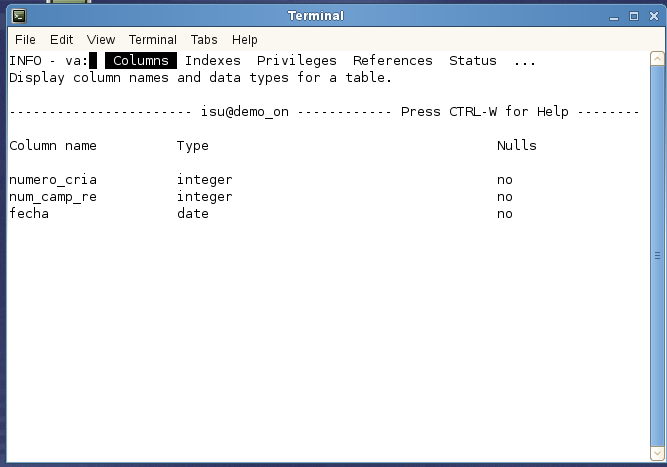 Terminal
File Edit View Terminal Tabs Help
INFO - va: Columns Indexes Privileges References Status ...
Display column names and data types for a table.
----------------------- isu@demo_on ------------ Press CTRL-W for Help --------
Column name Type Nulls
numero_cria integer no
num_camp_re integer no
fecha date no